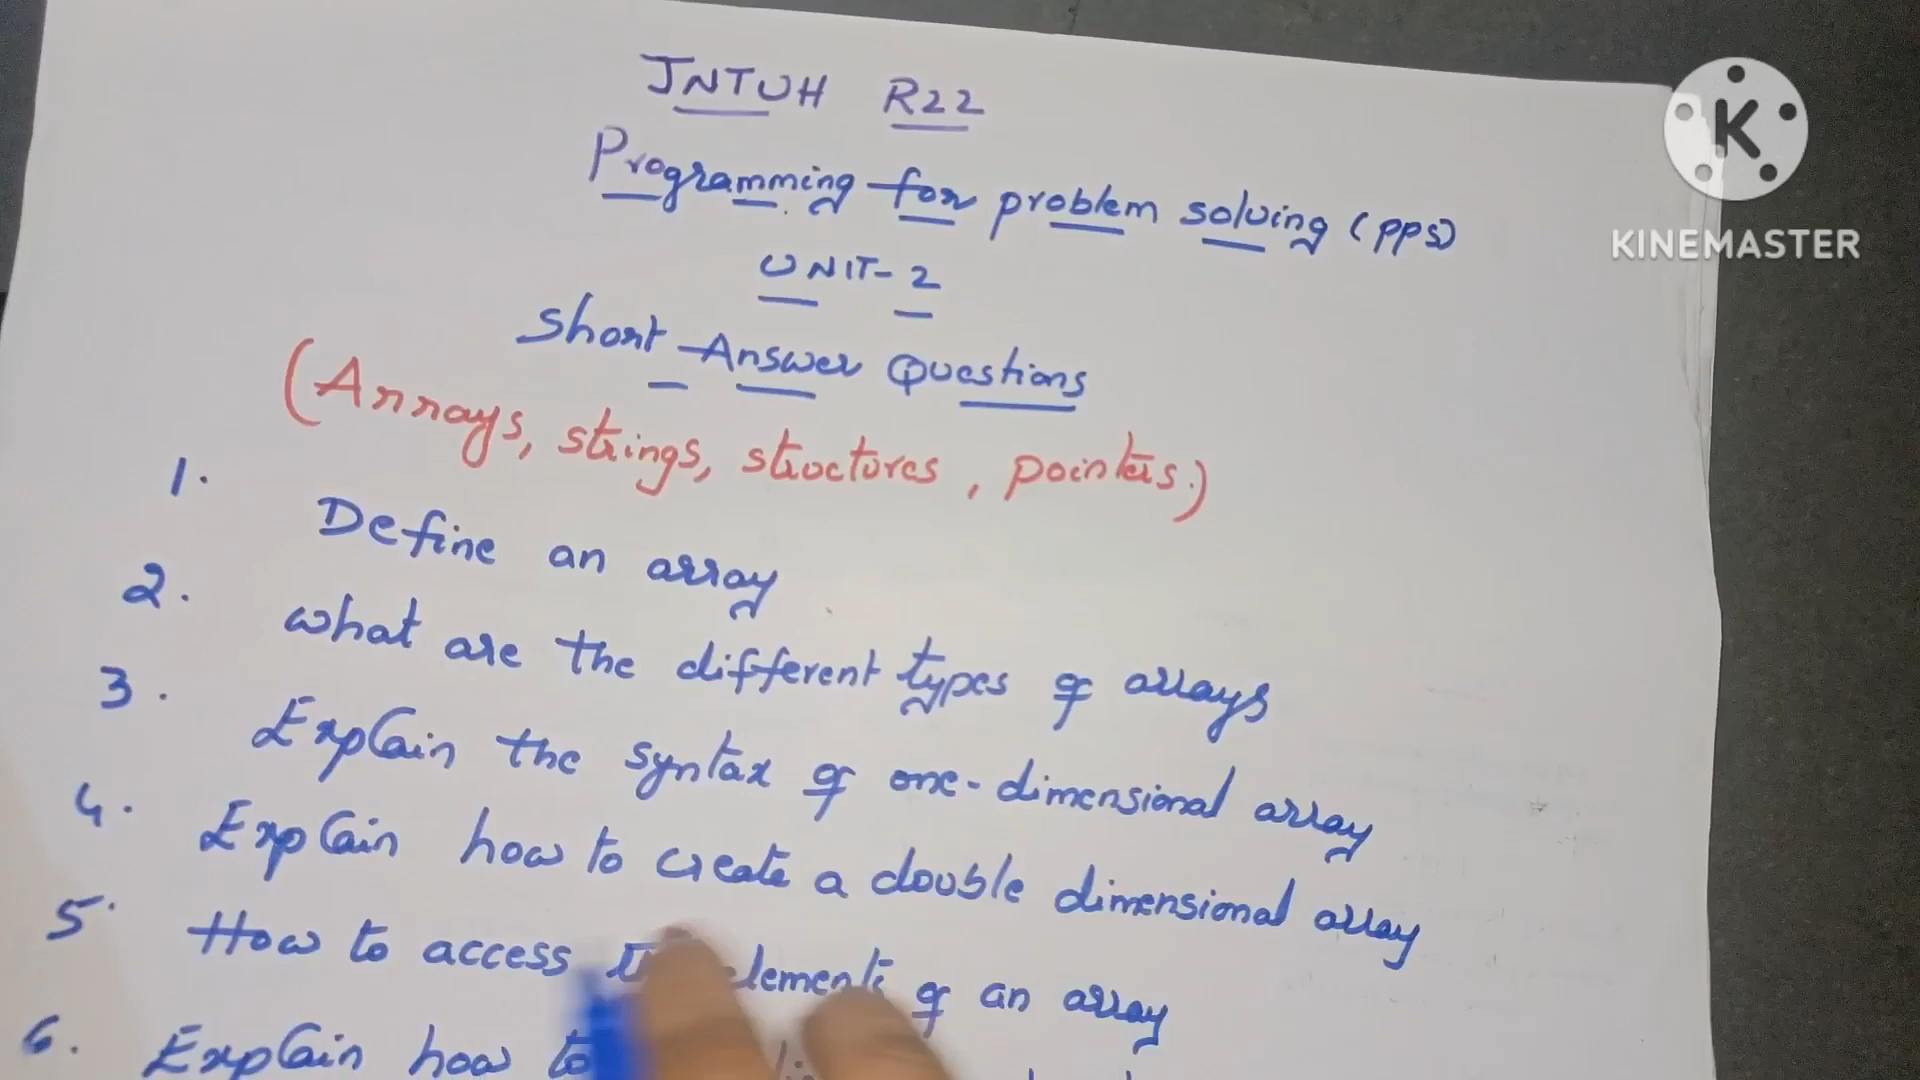 JNTUH R22
Programming for problem solving (PPS)
UNIT-2
Short Answer Questions
(Arrays, strings, structures, pointers.)
1. Define an array
2. what are the different types of arrays
3. Explain the syntax of one-dimensional array
4. Explain how to create a double dimensional array
5. How to access elements of an array
6. Explain how to
K
KINEMASTER